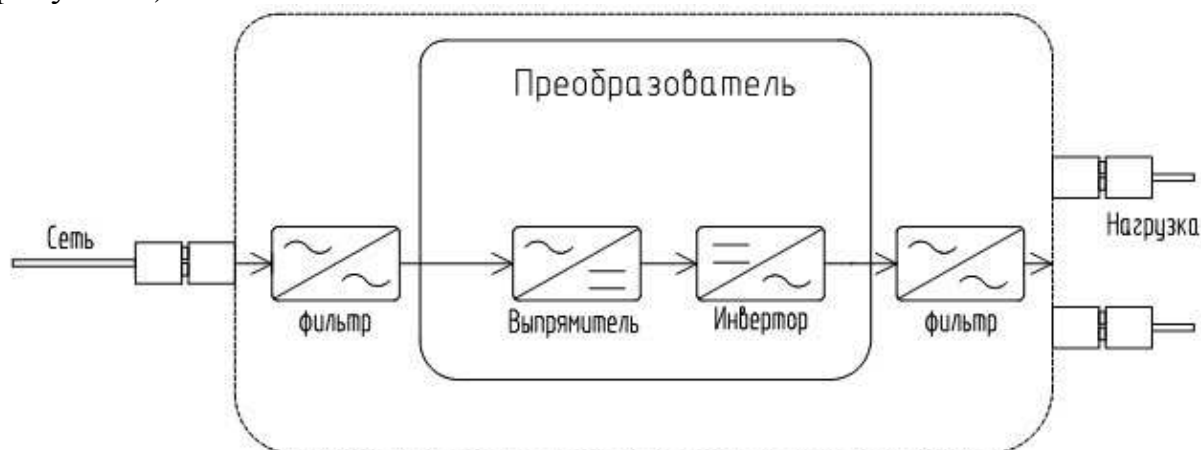 Преобразователь
Сеть
Нагрузка
фильтр
Выпрямитель
Инвертор
фильтр